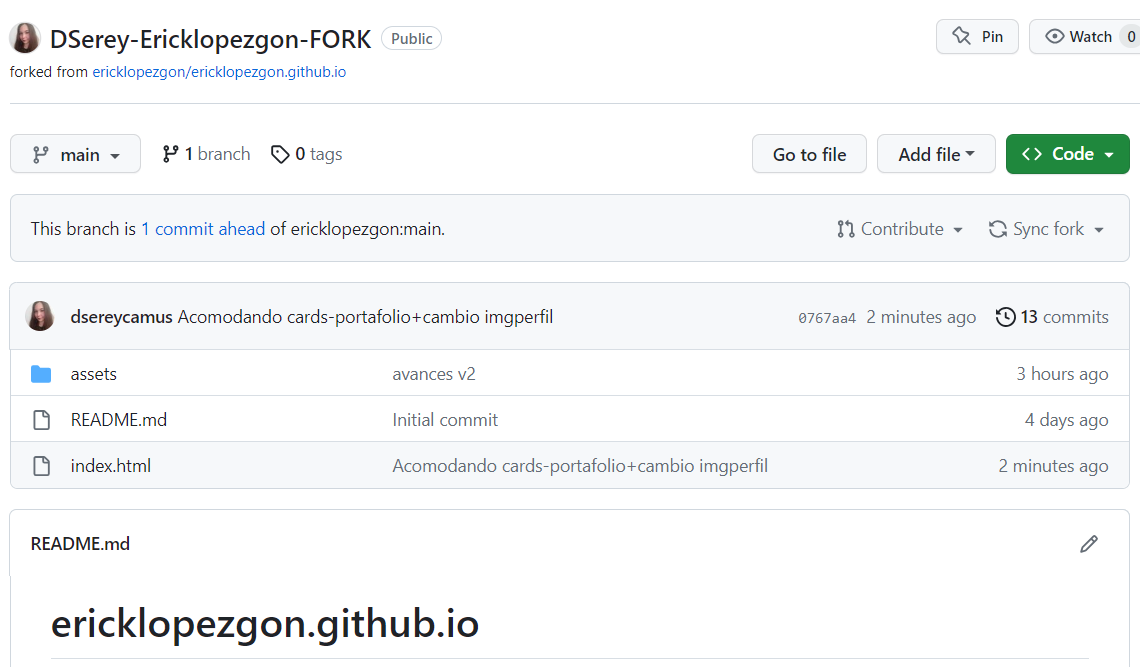 DSerey-Ericklopezgon-FORK Public Pin Watch 0
forked from ericklopezgon/ericklopezgon.github.io
main 1 branch 0 tags Go to file Add file Code
This branch is 1 commit ahead of ericklopezgon:main. Contribute Sync fork
dsereycamus Acomodando cards-portafolio+cambio imgperfil 0767aa4 2 minutes ago 13 commits
assets avances v2 3 hours ago
README.md Initial commit 4 days ago
index.html Acomodando cards-portafolio+cambio imgperfil 2 minutes ago
README.md
ericklopezgon.github.io